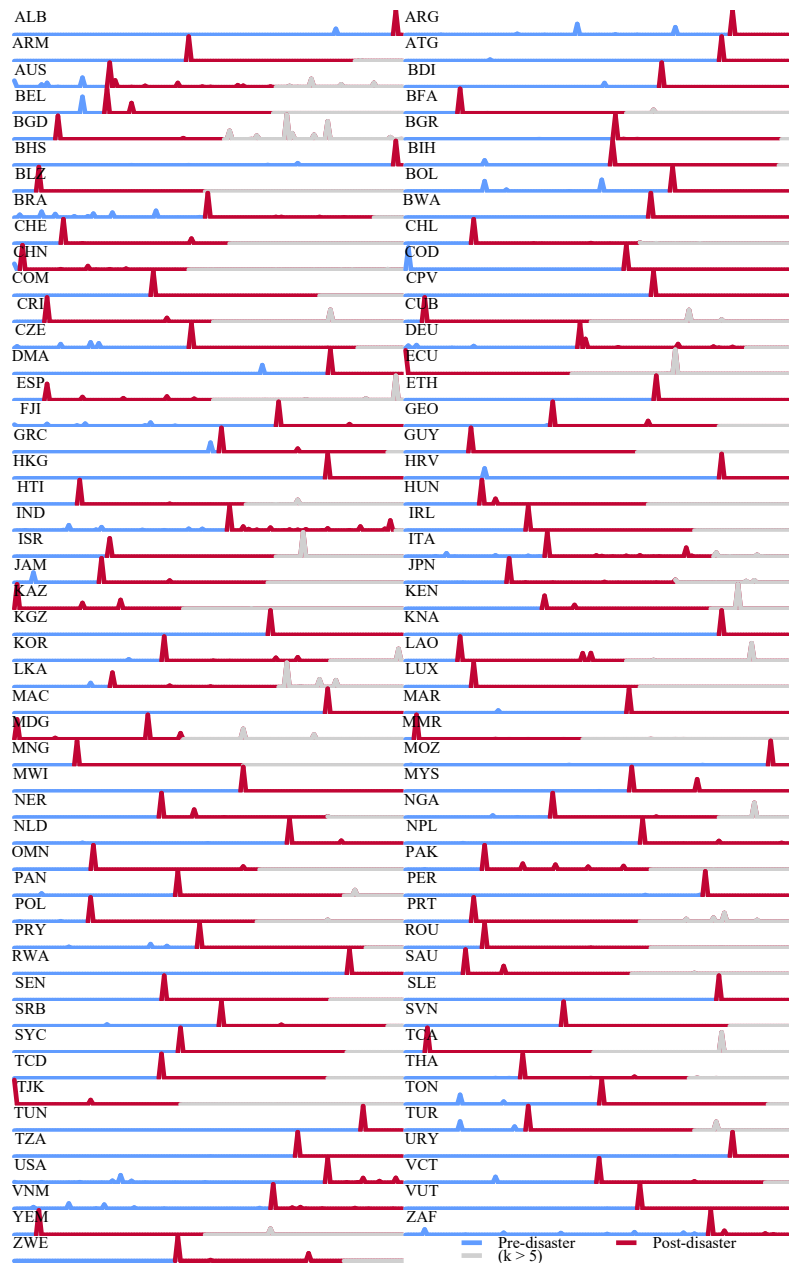 ALB ARG
ARM ATG
AUS BDI
BEL BFA
BGD BGR
BHS BIH
BLZ BOL
BRA BWA
CHE CHL
CHN COD
COM CPV
CRI CUB
CZE DEU
DMA ECU
ESP ETH
FJI GEO
GRC GUY
HKG HRV
HTI HUN
IND IRL
ISR ITA
JAM JPN
KAZ KEN
KGZ KNA
KOR LAO
LKA LUX
MAC MAR
MDG MMR
MNG MOZ
MWI MYS
NER NGA
NLD NPL
OMN PAK
PAN PER
POL PRT
PRY ROU
RWA SAU
SEN SLE
SRB SVN
SYC TCA
TCD THA
TJK TON
TUN TUR
TZA URY
USA VCT
VNM VUT
YEM ZAF
ZWE Pre-disaster Post-disaster
(k > 5)